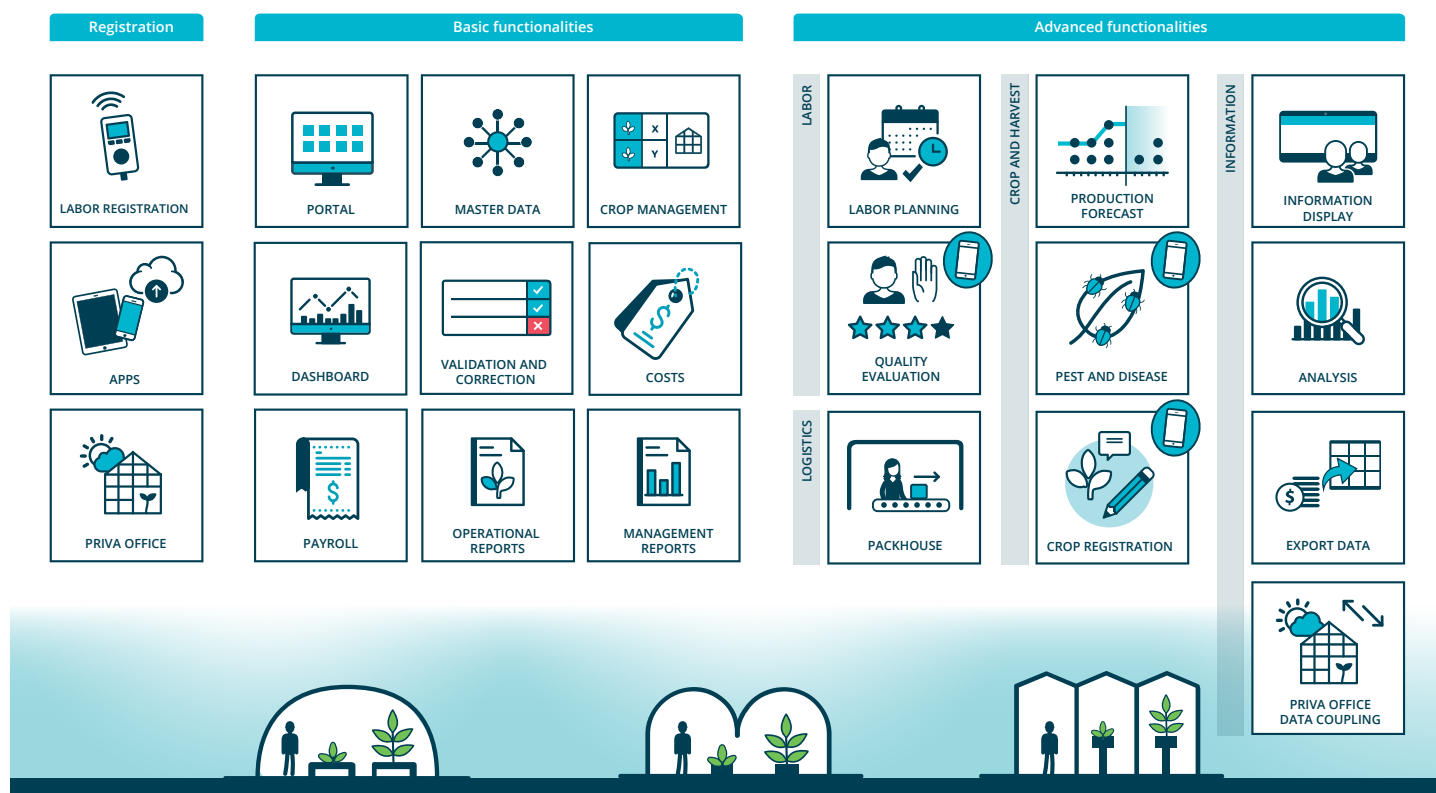 Registration
Basic functionalities
Advanced functionalities
LABOR REGISTRATION
APPS
PRIVA OFFICE
PORTAL
X
Y
MASTER DATA
CROP MANAGEMENT
DASHBOARD
VALIDATION AND
CORRECTION
$
COSTS
$
PAYROLL
OPERATIONAL
REPORTS
MANAGEMENT
REPORTS
LABOR
LABOR PLANNING
QUALITY
EVALUATION
LOGISTICS
PACKHOUSE
CROP AND HARVEST
PRODUCTION
FORECAST
PEST AND DISEASE
CROP REGISTRATION
INFORMATION
INFORMATION
DISPLAY
ANALYSIS
$
EXPORT DATA
PRIVA OFFICE
DATA COUPLING